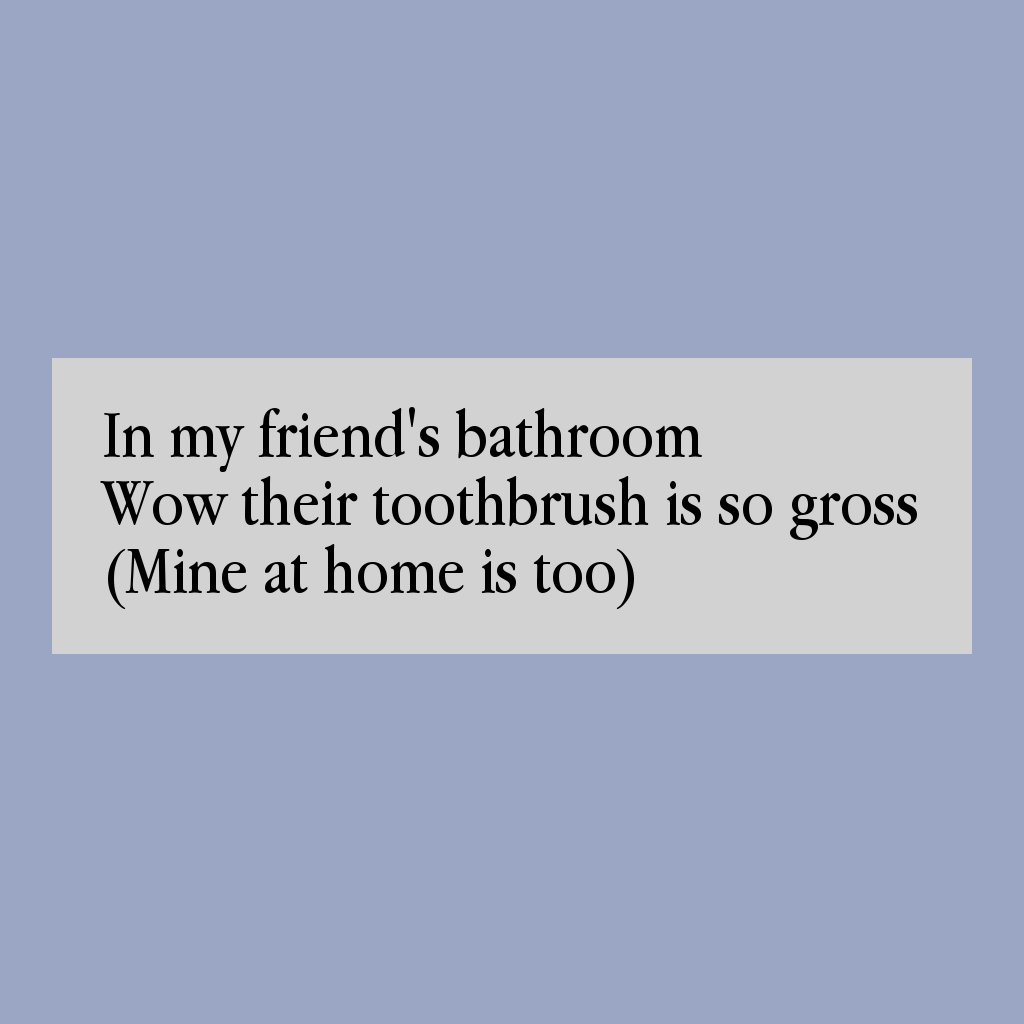 In my friend's bathroom
Wow their toothbrush is so gross
(Mine at home is too)